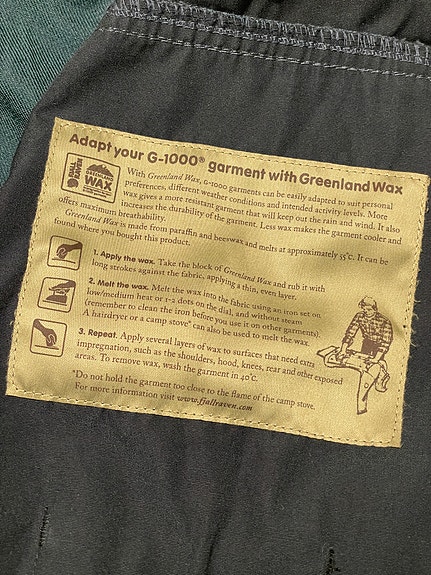 Adapt your G-1000® garment with Greenland Wax
FJÄLL
RÄVEN
GREENLAND
WAX
With Greenland Wax, G-1000 garments can be easily adapted to suit personal
preferences, different weather conditions and intended activity levels. More
wax gives a more resistant garment that will keep out the rain and wind. It also
increases the durability of the garment. Less wax makes the garment cooler and
offers maximum breathability.
Greenland Wax is made from paraffin and beeswax and melts at approximately 55°C. It can be
found where you bought this product.
1. Apply the wax. Take the block of Greenland Wax and rub it with
long strokes against the fabric, applying a thin, even layer.
2. Melt the wax. Melt the wax into the fabric using an iron set on
low/medium heat or 1-2 dots on the dial, and without steam
(remember to clean the iron before you use it on other garments).
A hairdryer or a camp stove* can also be used to melt the wax.
3. Repeat. Apply several layers of wax to surfaces that need extra
impregnation, such as the shoulders, hood, knees, rear and other exposed
areas. To remove wax, wash the garment in 40°C.
*Do not hold the garment too close to the flame of the camp stove.
For more information visit www.fjallraven.com